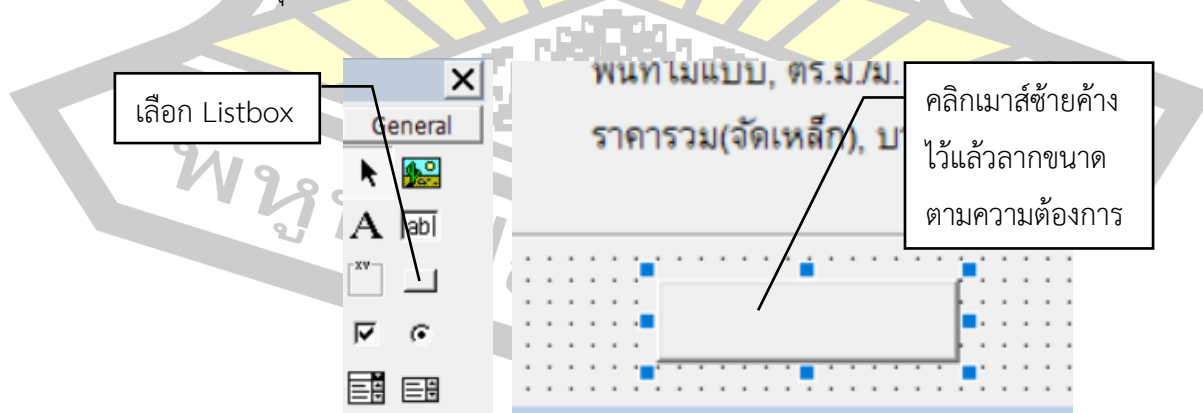 พื้นที่ไม้แบบ, ตร.ม./ม.
เลือก Listbox
General
คลิกเมาส์ซ้ายค้าง
ไว้แล้วลากขนาด
ตามความต้องการ
ราคารวม(จัดเหล็ก),
A
ab
XY